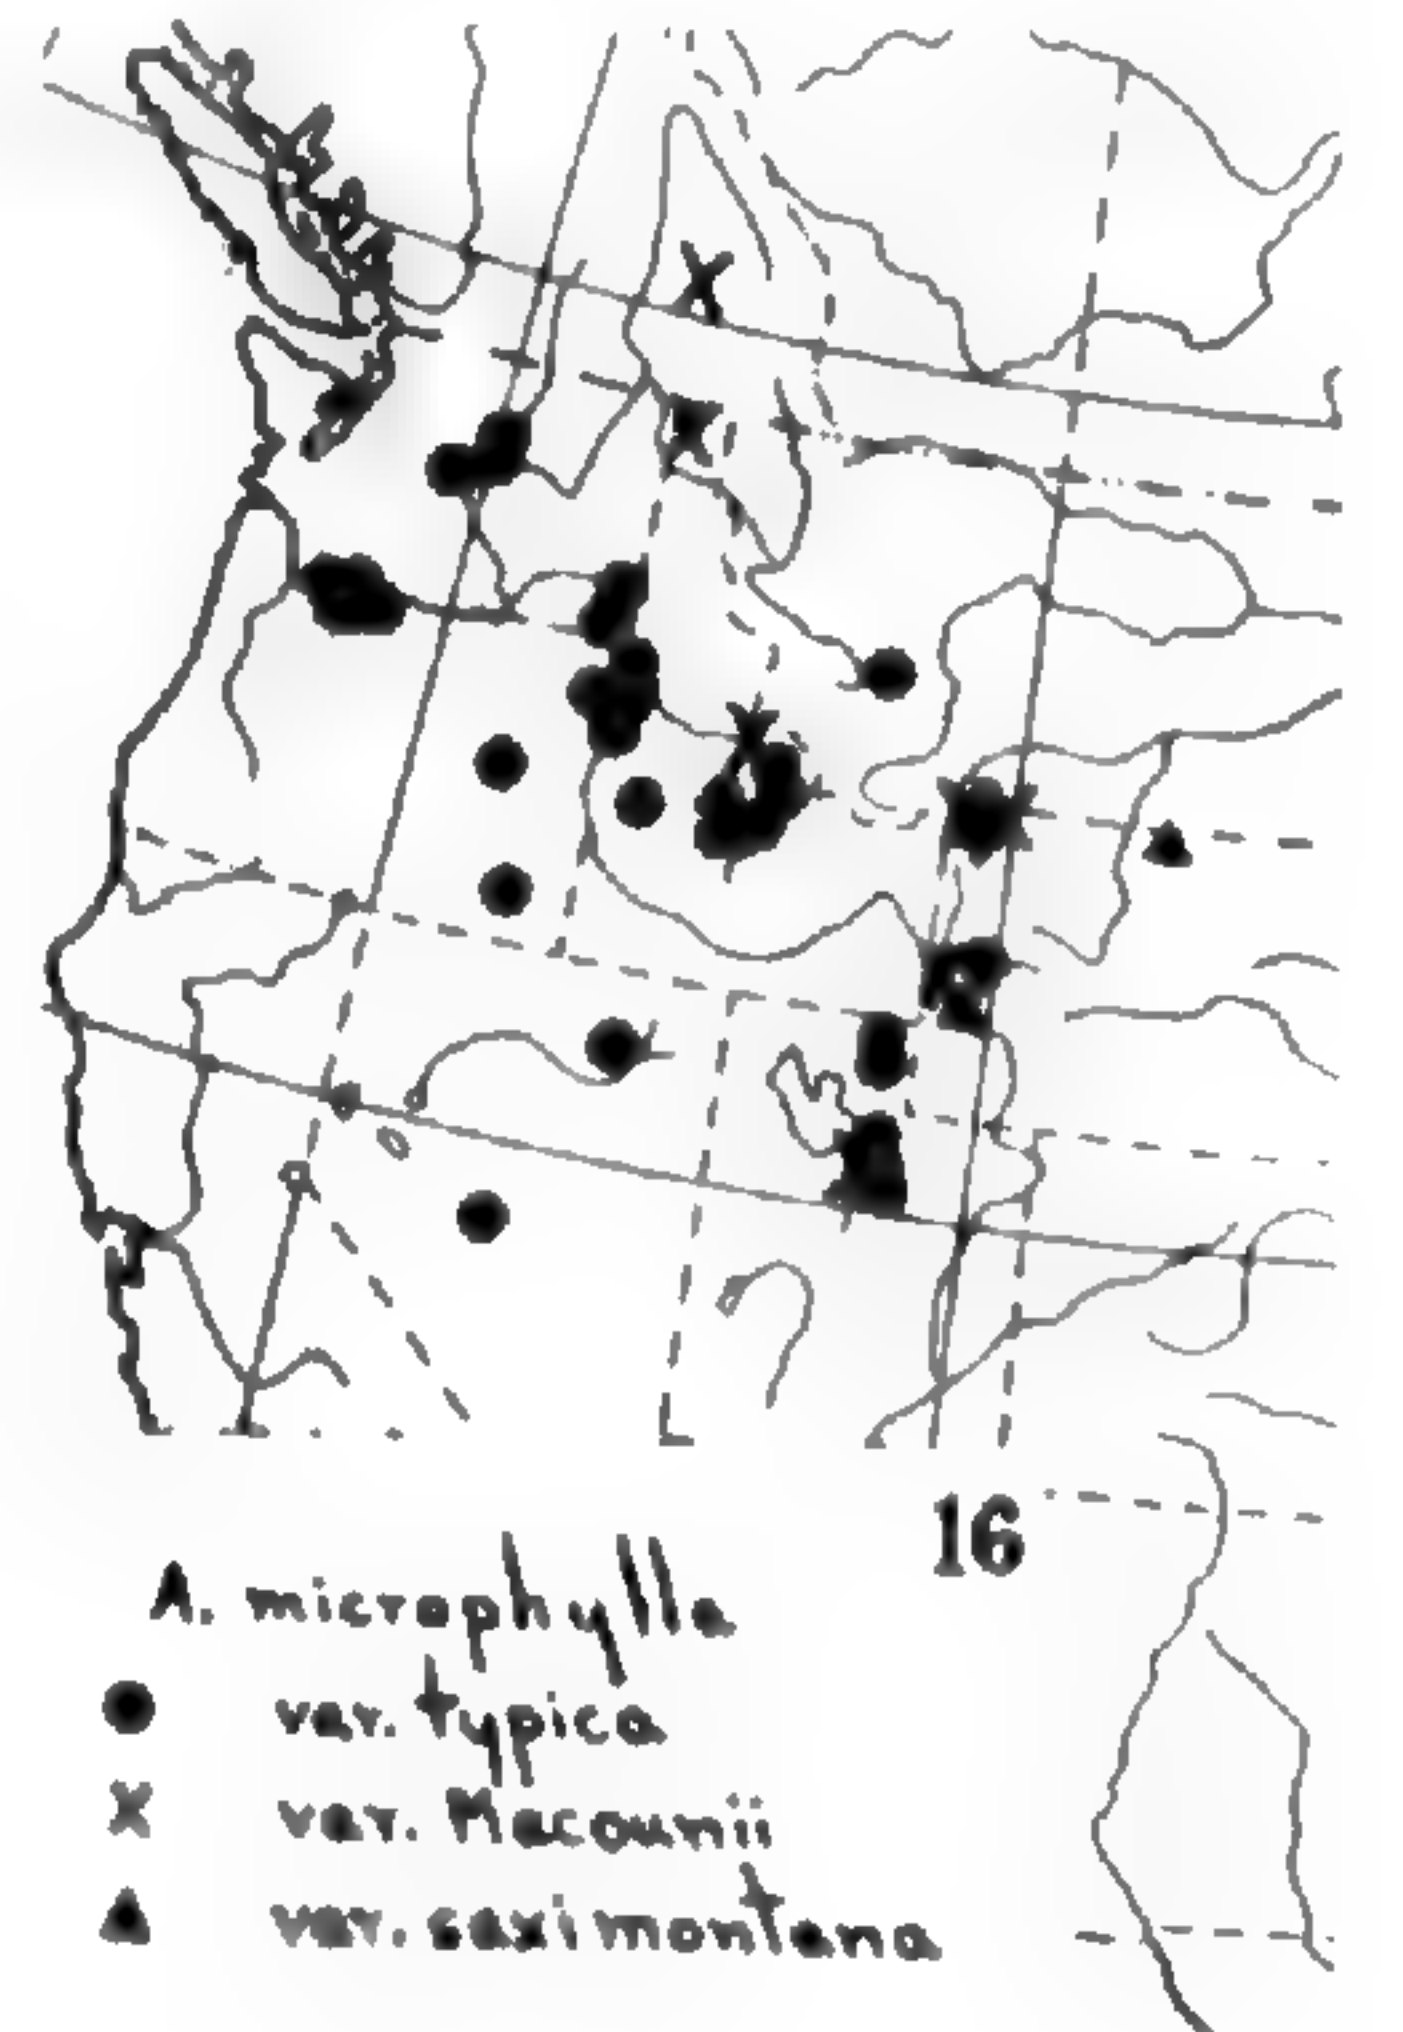 16
A. microphylla
var. typica
var. Macounii
var. saximontana